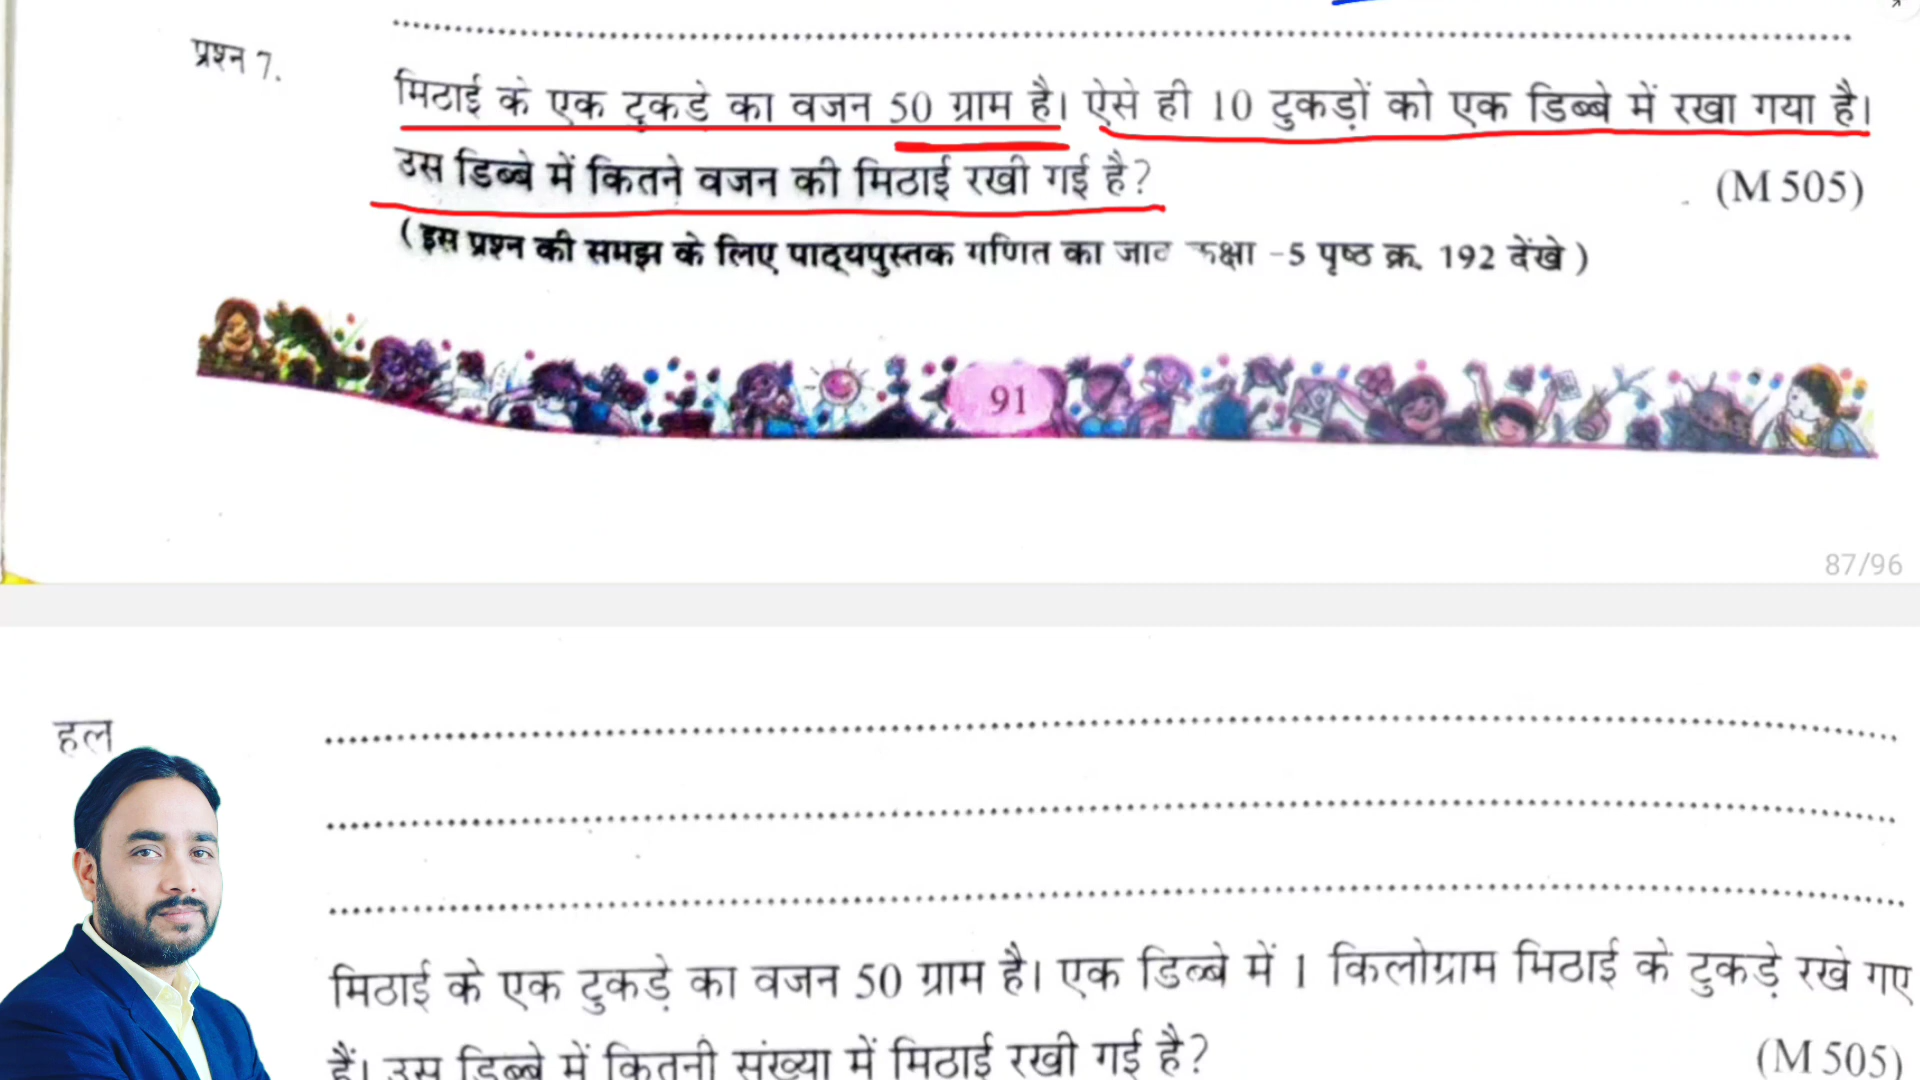 प्रश्न 7.
मिठाई के एक टूकडे का वजन 50 ग्राम है। ऐसे ही 10 टुकड़ों को एक डिब्बे में रखा गया है।
उस डिब्बे में कितने वजन की मिठाई रखी गई है? (M 505)
(इस प्रश्न की समझ के लिए पाठ्यपुस्तक गणित का कक्षा -5 पृष्ठ क्र. 192 देंखे)
91
87/96
हल
मिठाई के एक टुकड़े का वजन 50 ग्राम है। एक डिब्बे में 1 किलोग्राम मिठाई के टुकड़े रखे गए
हैं। उस डिब्बे में कितनी संख्या में मिठाई रखी गई है? (M 505)